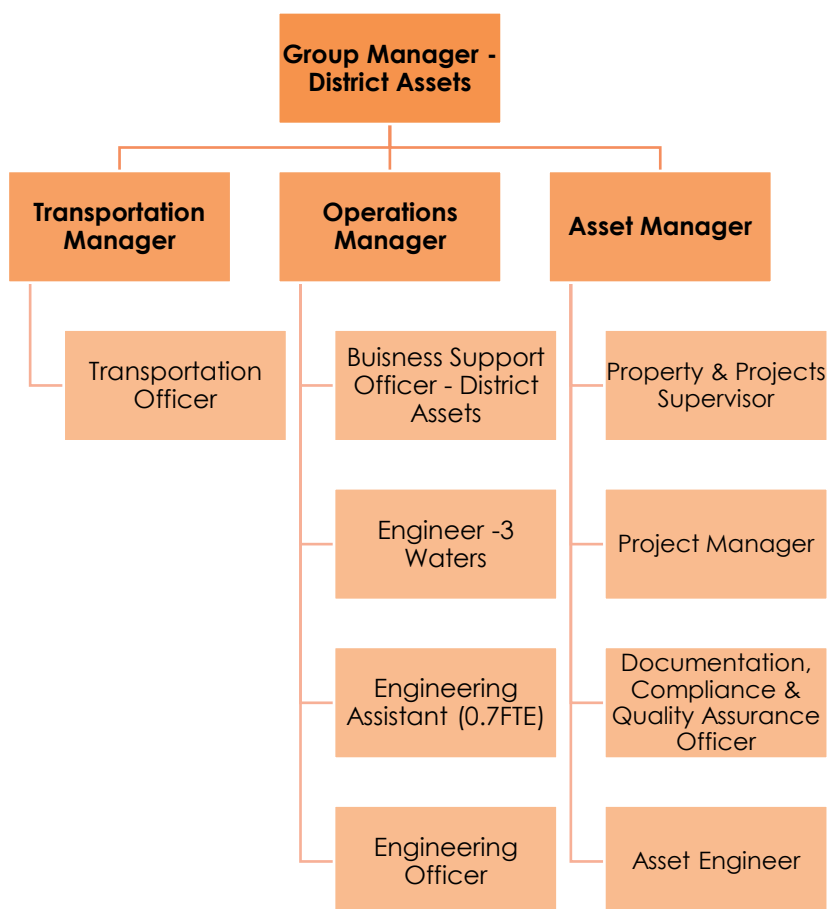 Group Manager -
District Assets
Transportation
Manager
Operations
Manager
Asset Manager
Transportation
Officer
Buisness Support
Officer - District
Assets
Property & Projects
Supervisor
Engineer -3
Waters
Project Manager
Engineering
Assistant (0.7FTE)
Documentation,
Compliance &
Quality Assurance
Officer
Engineering
Officer
Asset Engineer